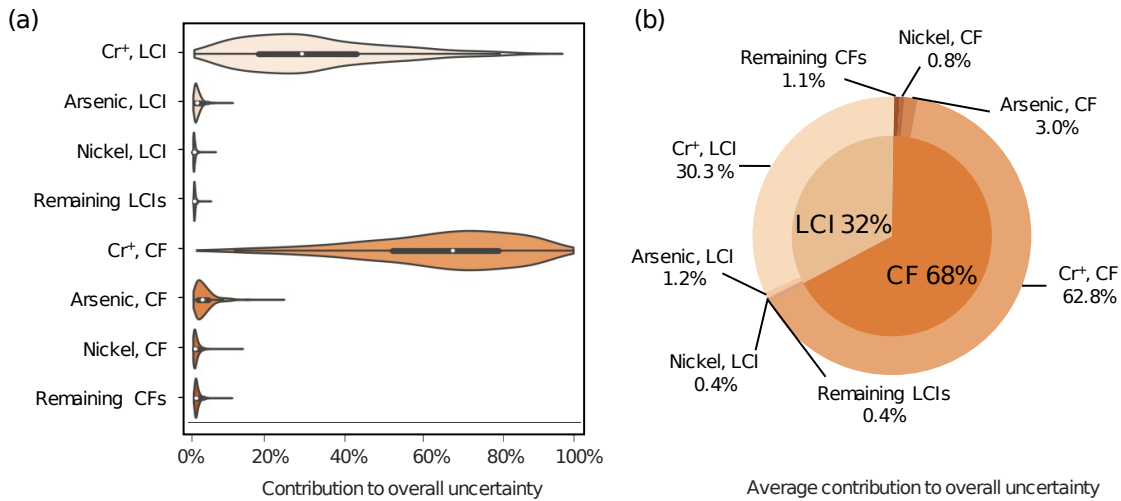 (a)
Cr⁺, LCI
Arsenic, LCI
Nickel, LCI
Remaining LCIs
Cr⁺, CF
Arsenic, CF
Nickel, CF
Remaining CFs
0% 20% 40% 60% 80% 100%
Contribution to overall uncertainty
(b)
Nickel, CF
0.8%
Remaining CFs
1.1%
Arsenic, CF
3.0%
Cr⁺, LCI
30.3 %
LCI 32%
CF 68%
Arsenic, LCI
1.2%
Cr⁺, CF
62.8%
Nickel, LCI
0.4%
Remaining LCIs
0.4%
Average contribution to overall uncertainty